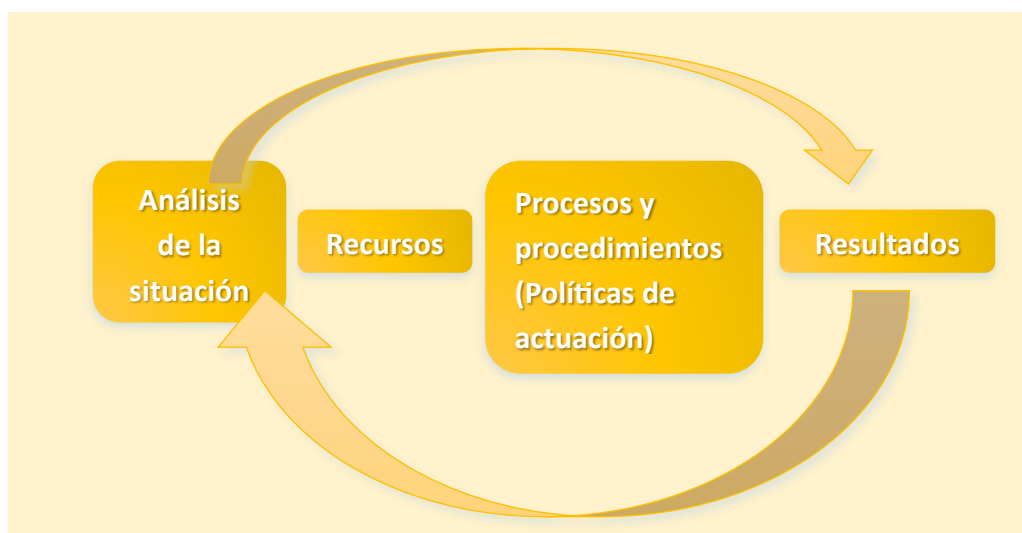 Análisis
de la
situación
Recursos
Procesos y
procedimientos
(Políticas de
actuación)
Resultados